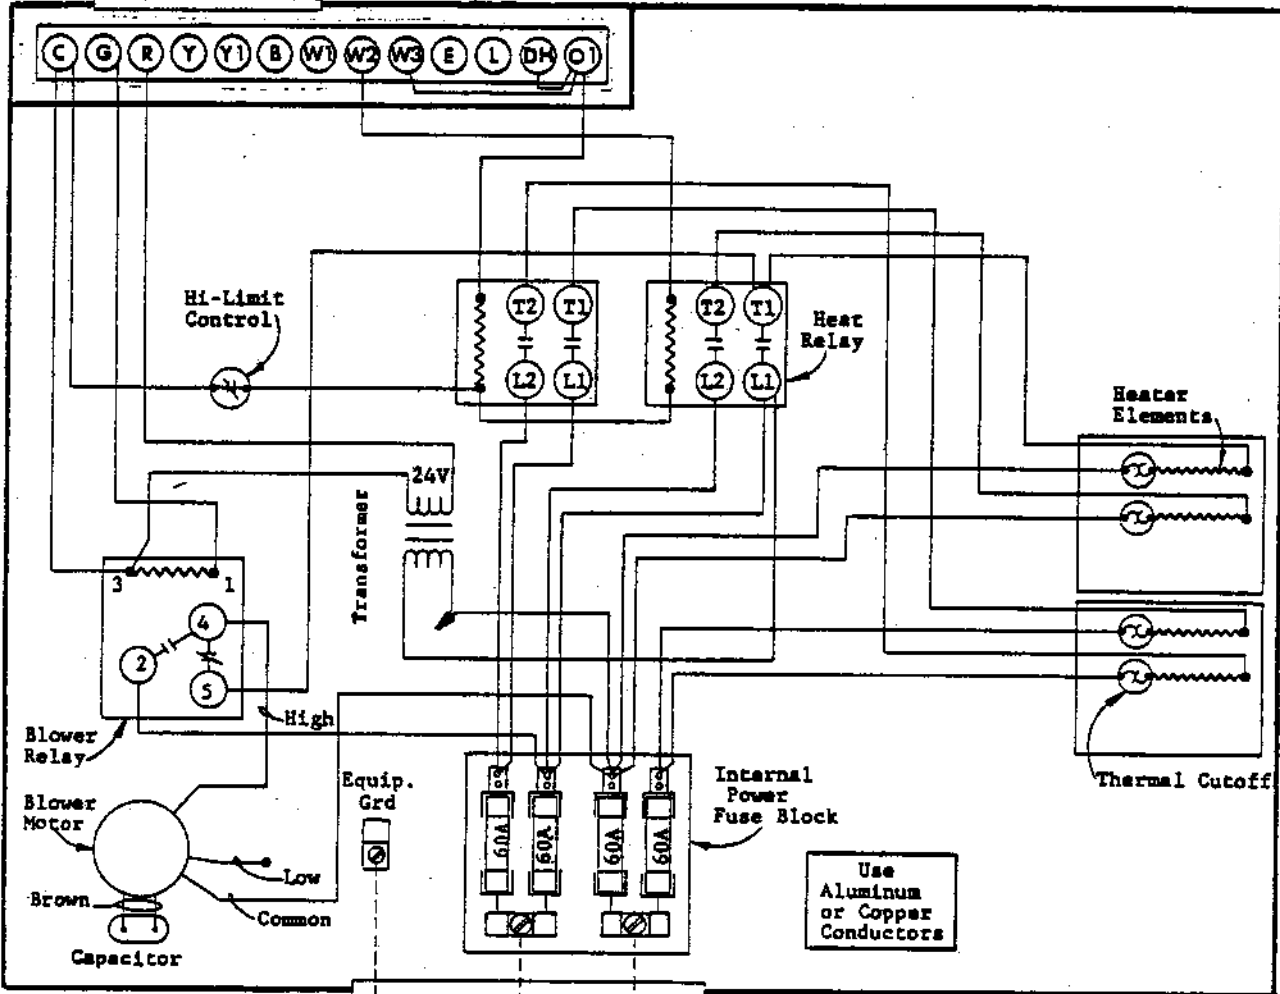 C G R Y Y1 B W1 W2 W3 E L DH O1
Hi-Limit
Control
T2 T1 T2 T1
Heat
Relay
L2 L1 L2 L1
Heater
Elements
24V
Transformer
3 1
4
2
5
High
Blower
Relay
Internal
Power
Fuse Block
Thermal Cutoff
Equip.
Grd
Blower
Motor
60A 60A 60A 60A
Low
Use
Aluminum
or Copper
Conductors
Brown
Common
Capacitor